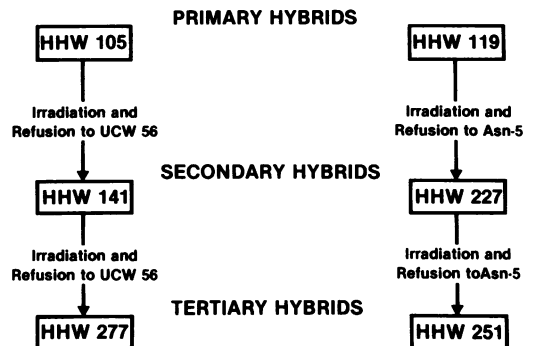 PRIMARY HYBRIDS
HHW 105
HHW 119
Irradiation and
Refusion to UCW 56
Irradiation and
Refusion to Asn-5
SECONDARY HYBRIDS
HHW 141
HHW 227
Irradiation and
Refusion to UCW 56
Irradiation and
Refusion toAsn-5
TERTIARY HYBRIDS
HHW 277
HHW 251